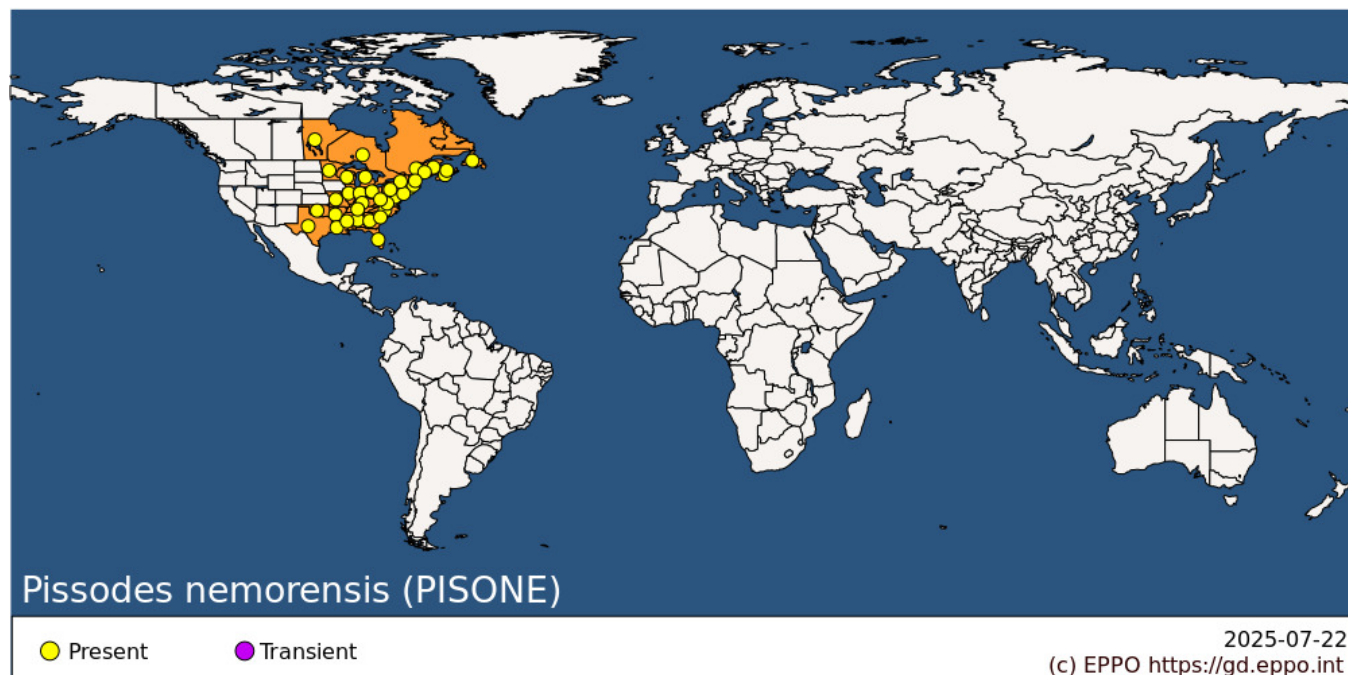 Pissodes nemorensis (PISONE)
Present
Transient
2025-07-22
(c) EPPO https://gd.eppo.int